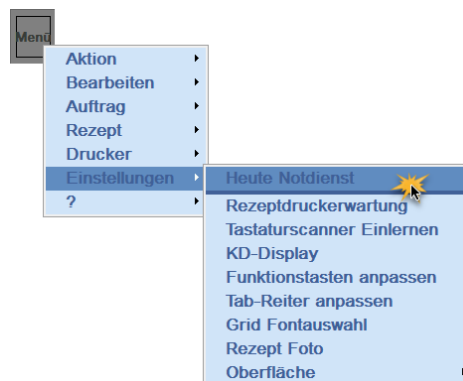 Menü
Aktion
Bearbeiten
Auftrag
Rezept
Drucker
Einstellungen
?
Heute Notdienst
Rezeptdruckerwartung
Tastaturscanner Einlernen
KD-Display
Funktionstasten anpassen
Tab-Reiter anpassen
Grid Fontauswahl
Rezept Foto
Oberfläche